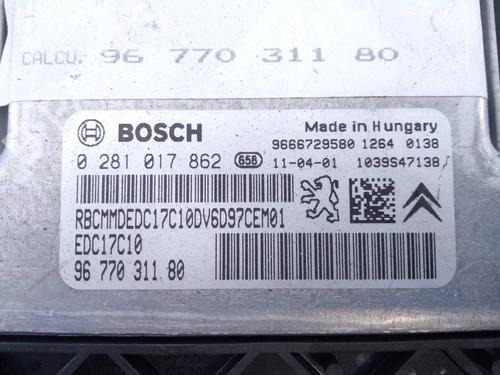 CALCU. 96 770 311 80
BOSCH
Made in Hungary
9666729580 1264 0138
0 281 017 862 G5B 11-04-01 1039S47138
RBCMMDEDC17C10DV6D97CEM01
EDC17C10
96 770 311 80